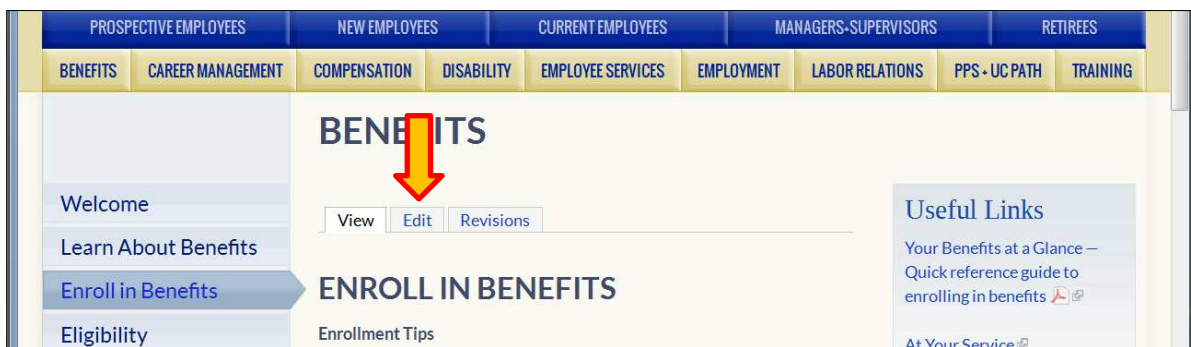 PROSPECTIVE EMPLOYEES NEW EMPLOYEES CURRENT EMPLOYEES MANAGERS+SUPERVISORS RETIREES
BENEFITS CAREER MANAGEMENT COMPENSATION DISABILITY EMPLOYEE SERVICES EMPLOYMENT LABOR RELATIONS PPS + UC PATH TRAINING
BENEFITS
Welcome
Learn About Benefits
Enroll in Benefits
Eligibility
View Edit Revisions
ENROLL IN BENEFITS
Enrollment Tips
Useful Links
Your Benefits at a Glance —
Quick reference guide to
enrolling in benefits
At Your Service